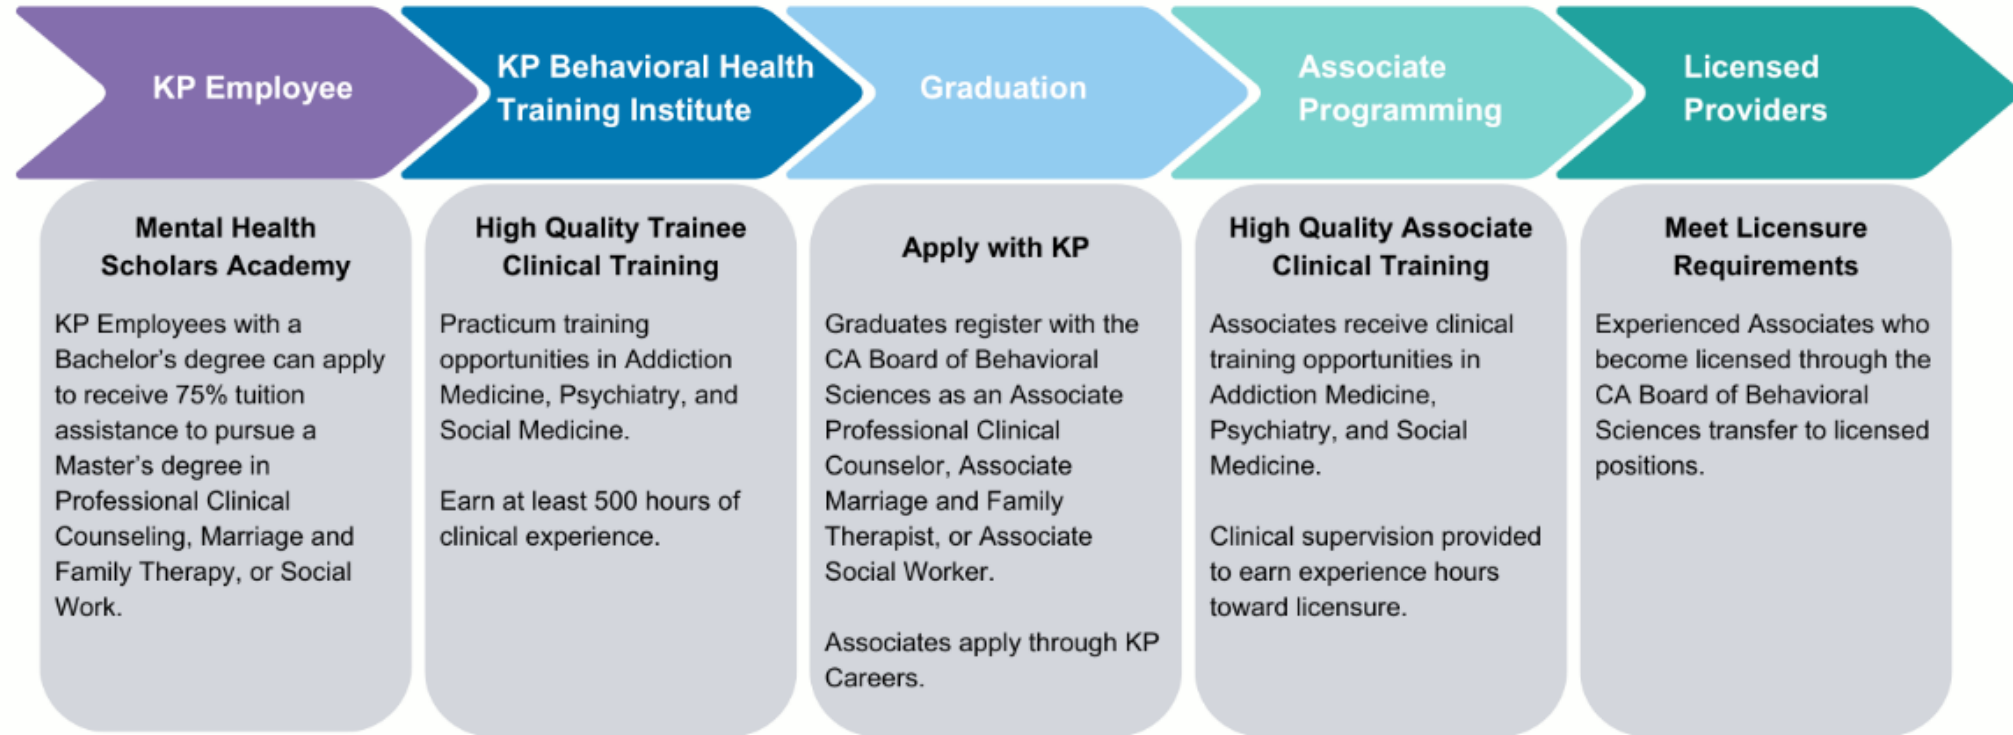 KP Employee
KP Behavioral Health
Training Institute
Graduation
Associate
Programming
Licensed
Providers
Mental Health
Scholars Academy
KP Employees with a
Bachelor's degree can apply
to receive 75% tuition
assistance to pursue a
Master's degree in
Professional Clinical
Counseling, Marriage and
Family Therapy, or Social
Work.
High Quality Trainee
Clinical Training
Practicum training
opportunities in Addiction
Medicine, Psychiatry, and
Social Medicine.
Earn at least 500 hours of
clinical experience.
Apply with KP
Graduates register with the
CA Board of Behavioral
Sciences as an Associate
Professional Clinical
Counselor, Associate
Marriage and Family
Therapist, or Associate
Social Worker.
Associates apply through KP
Careers.
High Quality Associate
Clinical Training
Associates receive clinical
training opportunities in
Addiction Medicine,
Psychiatry, and Social
Medicine.
Clinical supervision provided
to earn experience hours
toward licensure.
Meet Licensure
Requirements
Experienced Associates who
become licensed through the
CA Board of Behavioral
Sciences transfer to licensed
positions.